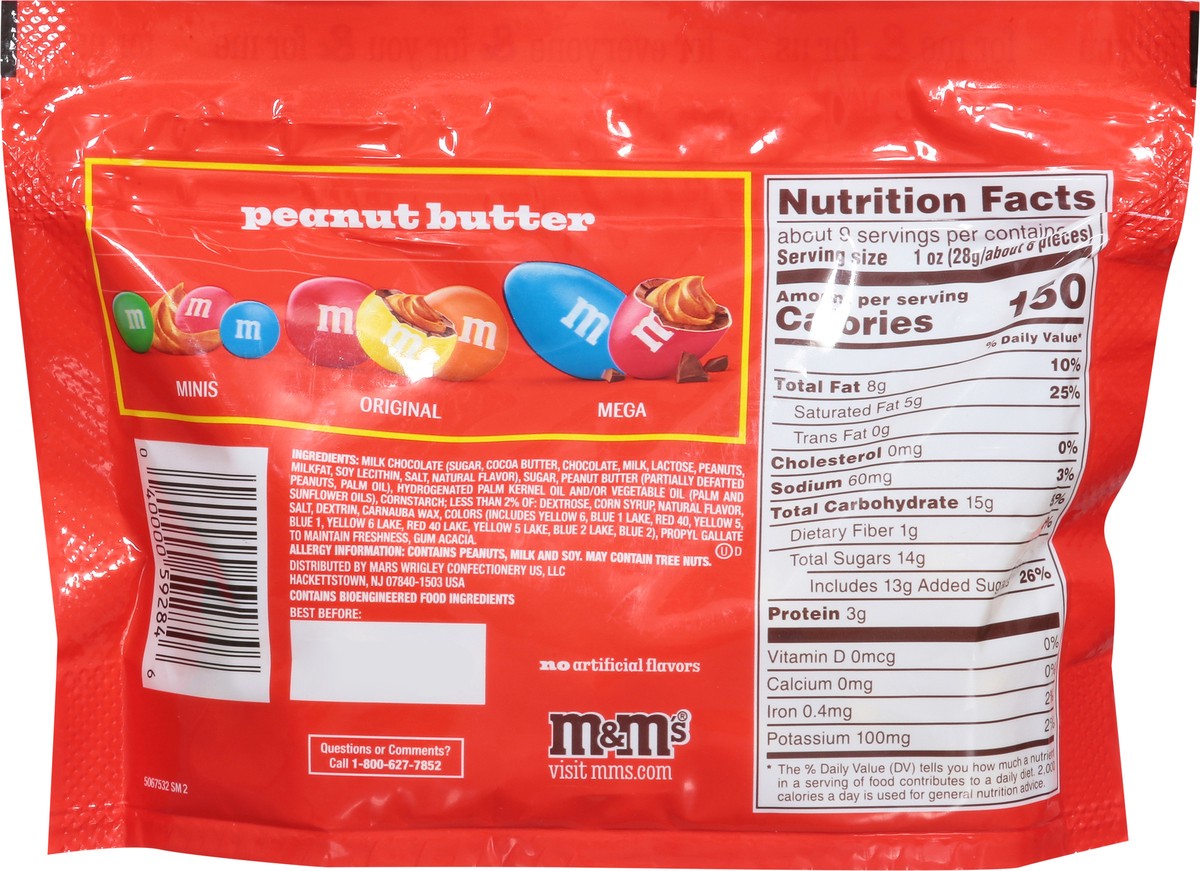 peanut butter
m
m
m
m
m
m
m
m
MINIS
ORIGINAL
MEGA
INGREDIENTS: MILK CHOCOLATE (SUGAR, COCOA BUTTER, CHOCOLATE, MILK, LACTOSE, PEANUTS,
MILKFAT, SOY LECITHIN, SALT, NATURAL FLAVOR), SUGAR, PEANUT BUTTER (PARTIALLY DEFATTED
PEANUTS, PALM OIL), HYDROGENATED PALM KERNEL OIL AND/OR VEGETABLE OIL (PALM AND
SUNFLOWER OILS), CORNSTARCH; LESS THAN 2% OF: DEXTROSE, CORN SYRUP, NATURAL FLAVOR,
SALT, DEXTRIN, CARNAUBA WAX, COLORS (INCLUDES YELLOW 6, BLUE 1 LAKE, RED 40, YELLOW 5,
BLUE 1, YELLOW 6 LAKE, RED 40 LAKE, YELLOW 5 LAKE, BLUE 2 LAKE, BLUE 2), PROPYL GALLATE
TO MAINTAIN FRESHNESS, GUM ACACIA.
U D
ALLERGY INFORMATION: CONTAINS PEANUTS, MILK AND SOY. MAY CONTAIN TREE NUTS.
DISTRIBUTED BY MARS WRIGLEY CONFECTIONERY US, LLC
HACKETTSTOWN, NJ 07840-1503 USA
CONTAINS BIOENGINEERED FOOD INGREDIENTS
BEST BEFORE:
0 40000 59284 6
no artificial flavors
m&m's®
visit mms.com
Questions or Comments?
Call 1-800-627-7852
5067532 SM 2
Nutrition Facts
about 9 servings per
Serving size 1 oz (28g/about 6 pieces)
per serving
Calories 150
% Daily Value*
Total Fat 8g 10%
Saturated Fat 5g 25%
Trans Fat 0g
Cholesterol 0mg 0%
Sodium 60mg 3%
Total Carbohydrate 15g
Dietary Fiber 1g
Total Sugars 14g
Includes 13g Added 26%
Protein 3g
Vitamin D 0mcg 0%
Calcium 0mg 0%
Iron 0.4mg 2%
Potassium 100mg 2%
* The % Daily Value (DV) tells you how much a nutrient
in a serving of food contributes to a daily diet. 2,000
calories a day is used for general nutrition advice.